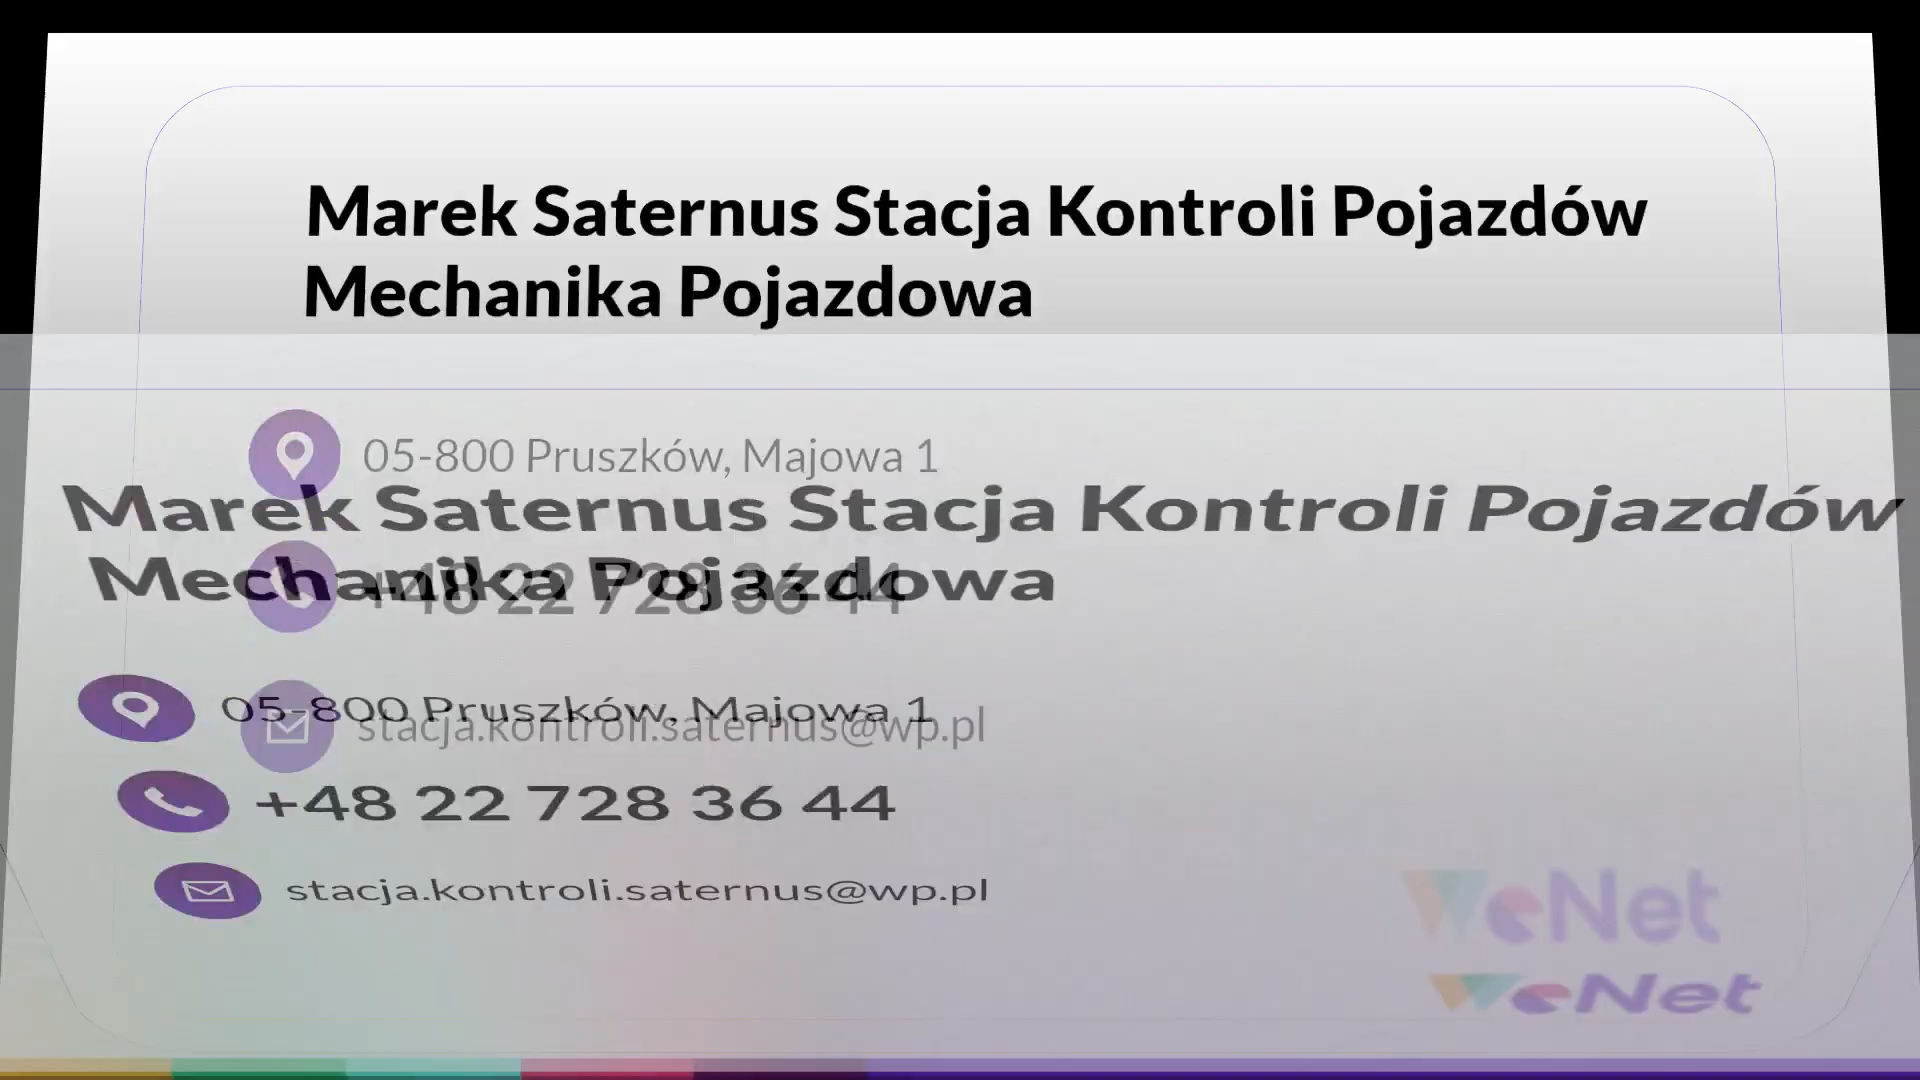 Marek Saternus Stacja Kontroli Pojazdów
Mechanika Pojazdowa
05-800 Pruszków, Majowa 1
Marek Saternus Stacja Kontroli Pojazdów
Mechanika Pojazdowa
+48 22 728 36 44
05-800 Pruszków, Majowa 1
stacja.kontroli.saternus@wp.pl
+48 22 728 36 44
stacja.kontroli.saternus@wp.pl
WeNet
WeNet